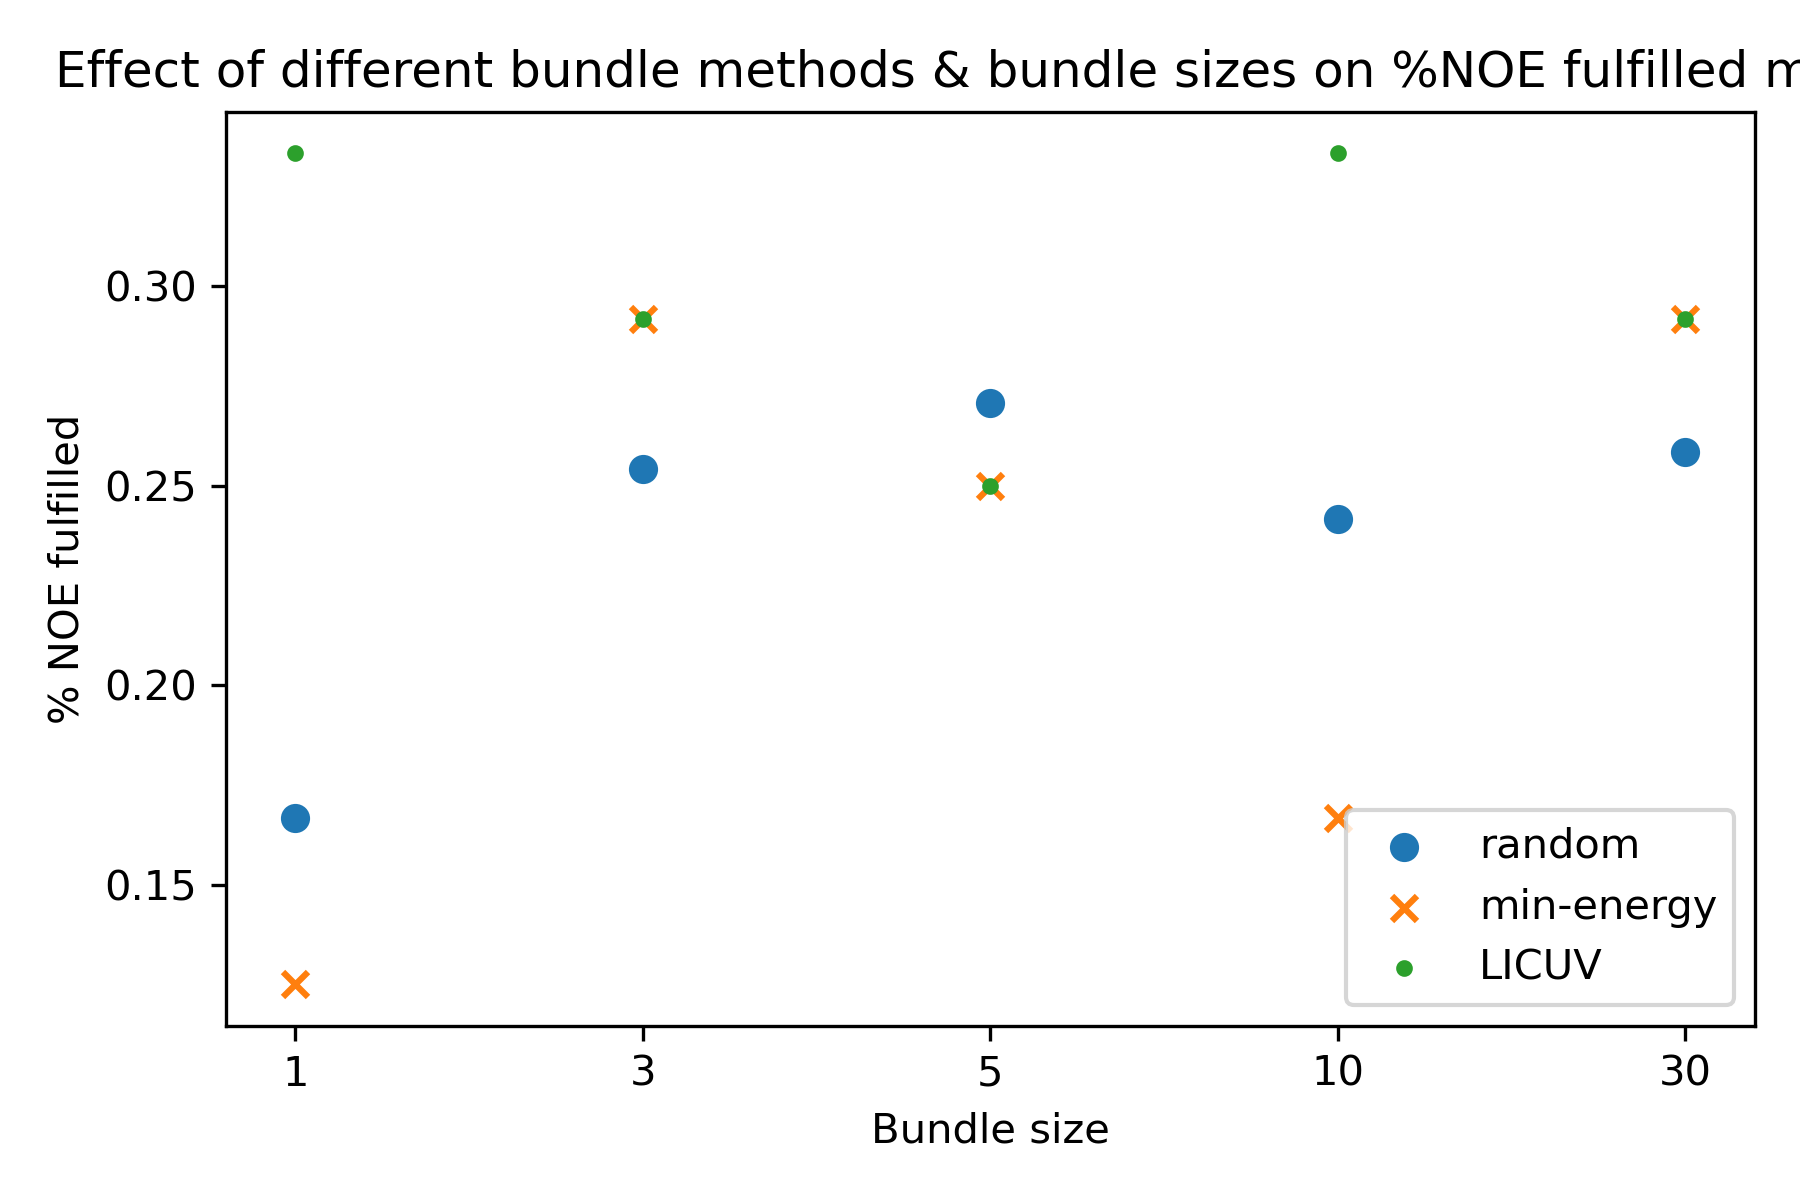 Effect of different bundle methods & bundle sizes on %NOE fulfilled
0.30
0.25
0.20
0.15
% NOE fulfilled
1 3 5 10 30
Bundle size
random
min-energy
LICUV